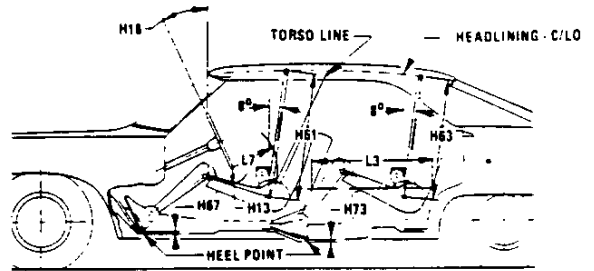 H18
TORSO LINE
HEADLINING - C/LO
8°
8°
H61
H63
L7
L3
H67
H13
H73
HEEL POINT